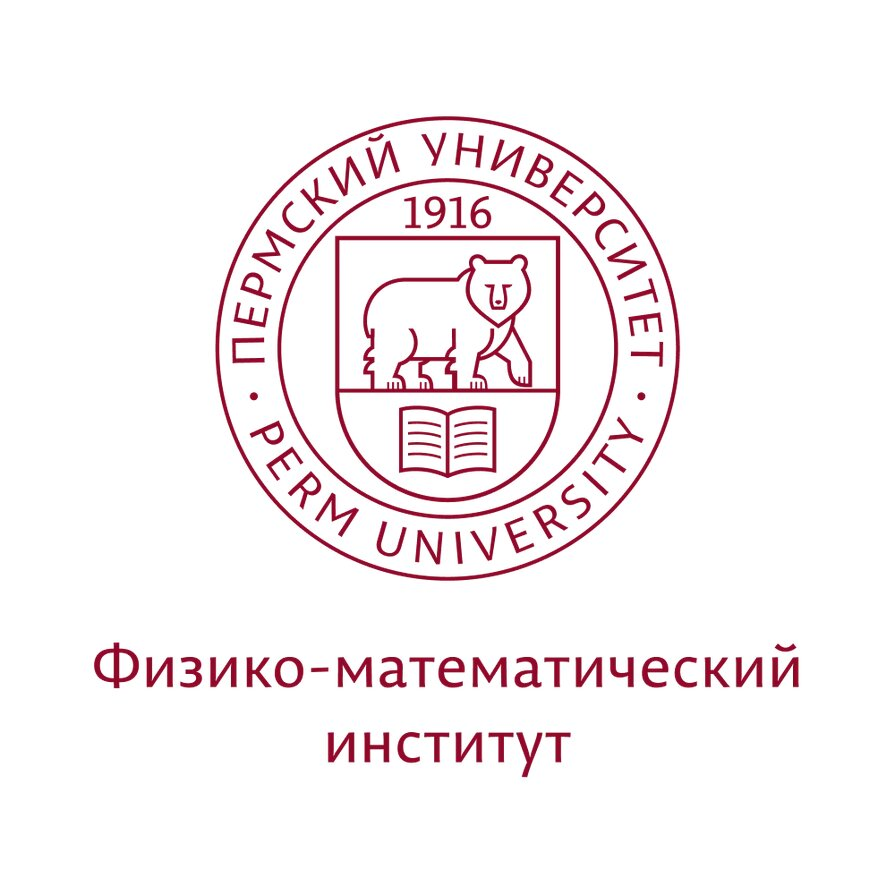 ПЕРМСКИЙ УНИВЕРСИТЕТ
1916
PERM UNIVERSITY
Физико-математический
институт